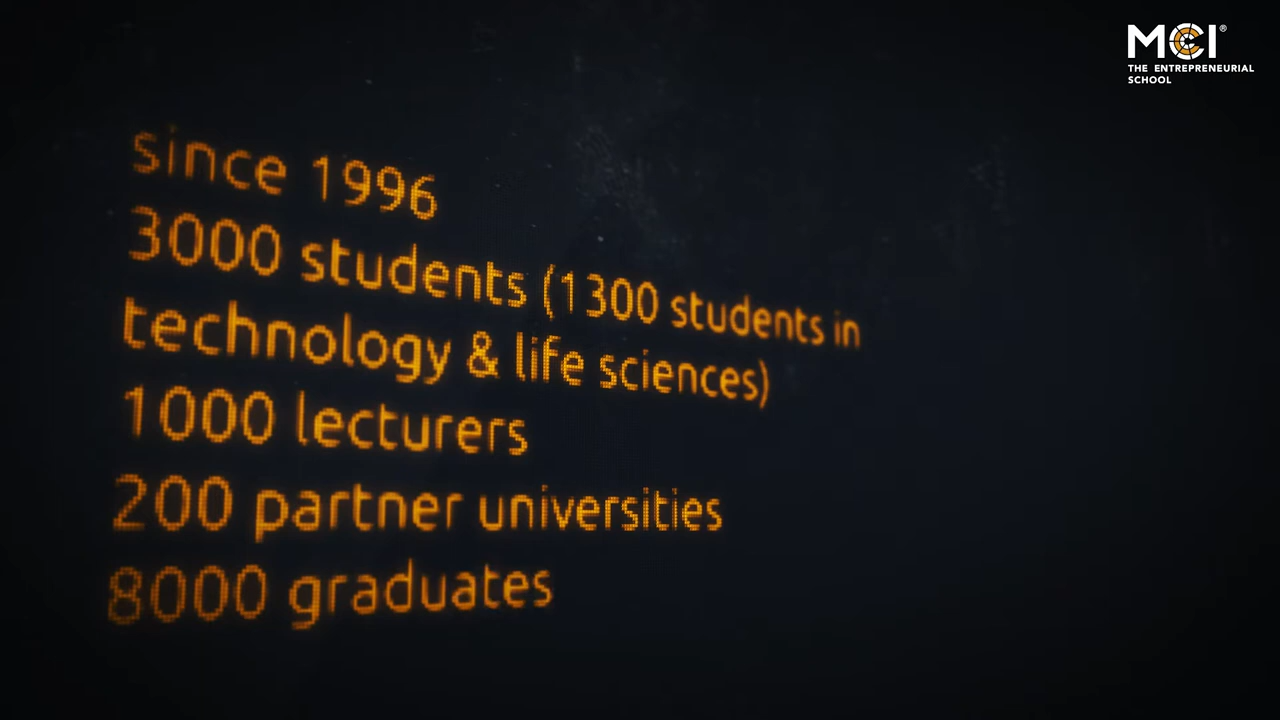 MCI®
THE ENTREPRENEURIAL
SCHOOL
since 1996
3000 students (1300 students in
technology & life sciences)
1000 lecturers
200 partner universities
8000 graduates